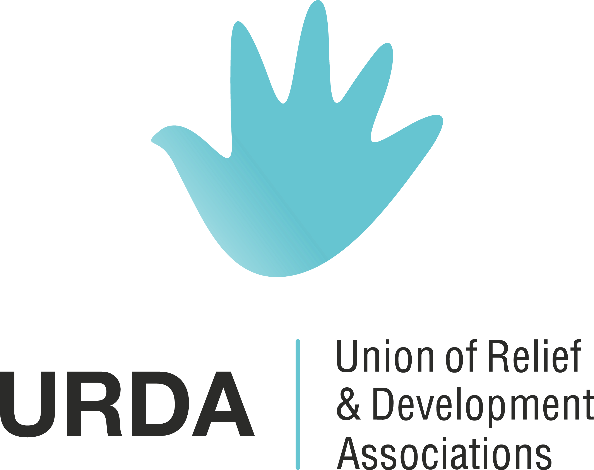 URDA
Union of Relief
& Development
Associations